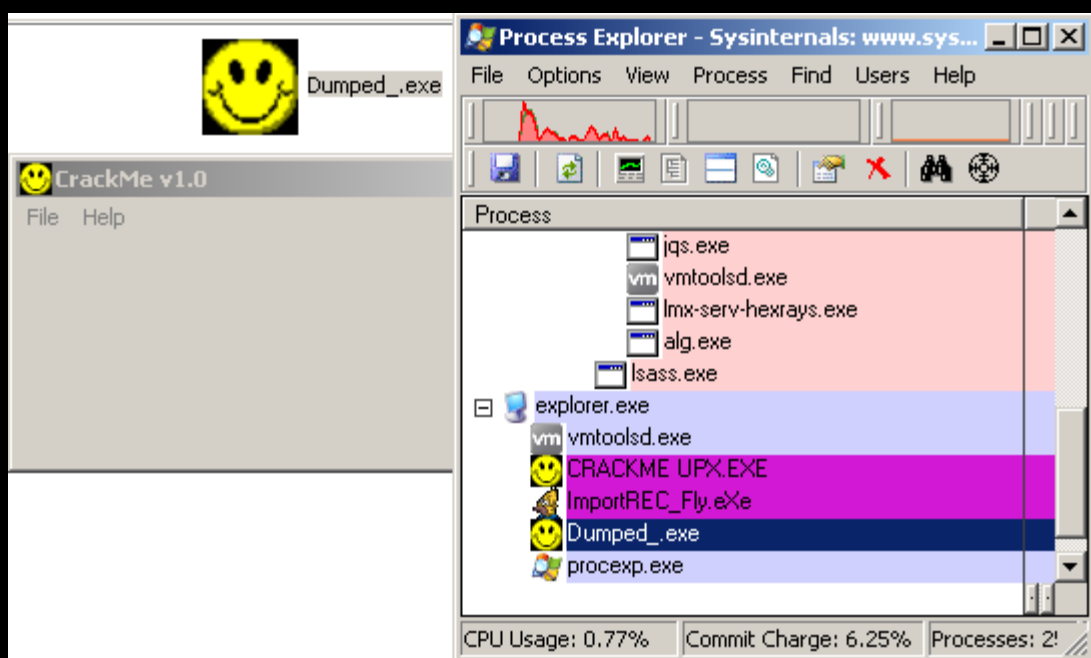 Dumped_.exe
CrackMe v1.0
File Help
Process Explorer - Sysinternals: www.sys...
File Options View Process Find Users Help
Process
jqs.exe
vmtoolsd.exe
lmx-serv-hexrays.exe
alg.exe
lsass.exe
explorer.exe
vm vmtoolsd.exe
CRACKME UPX.EXE
ImportREC_Fly.eXe
Dumped_.exe
procexp.exe
CPU Usage: 0.77% Commit Charge: 6.25% Processes: